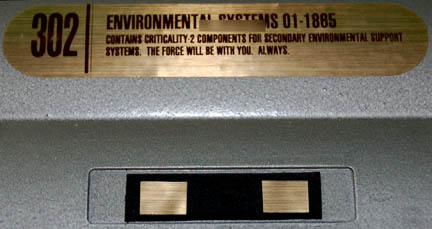 302
ENVIRONMENTAL SYSTEMS 01-1885
CONTAINS CRITICALITY-2 COMPONENTS FOR SECONDARY ENVIRONMENTAL SUPPORT
SYSTEMS. THE FORCE WILL BE WITH YOU. ALWAYS.